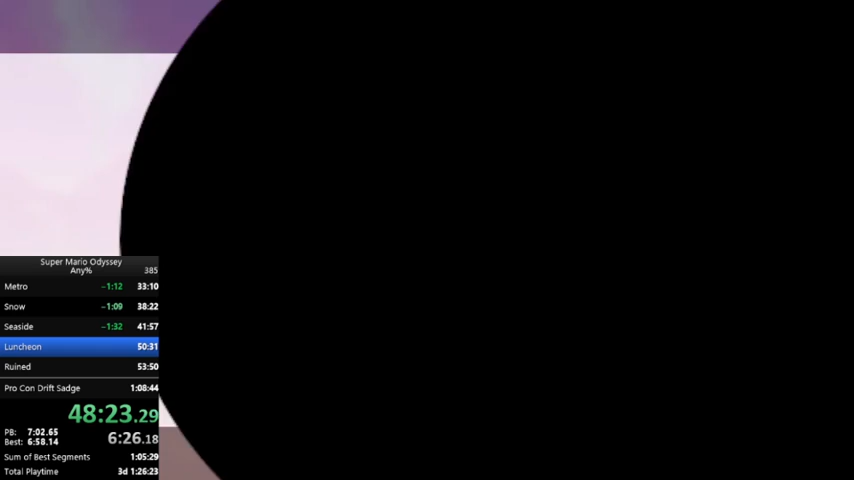 Super Mario Odyssey
Any% 385
Metro -1:12 33:10
Snow -1:09 38:22
Seaside -1:32 41:57
Luncheon 50:31
Ruined 53:50
Pro Con Drift Sadge 1:08:44
48:23.29
PB: 7:02.65
Best: 6:58.14 6:26.18
Sum of Best Segments 1:05:29
Total Playtime 3d 1:26:23